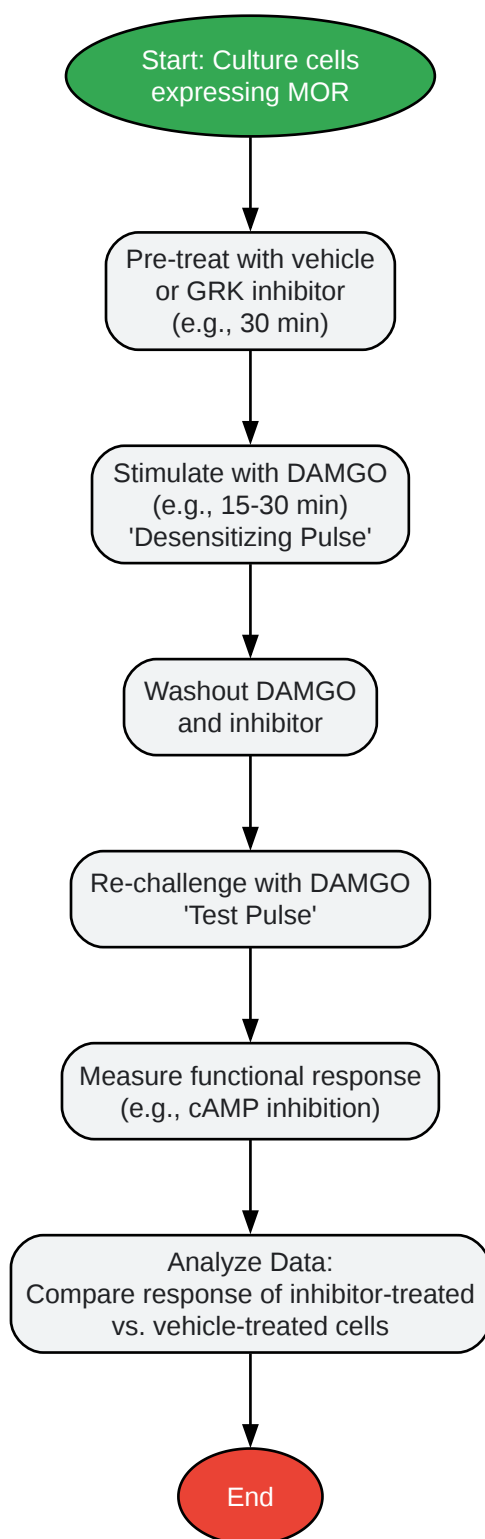 Start: Culture cells
expressing MOR
Pre-treat with vehicle
or GRK inhibitor
(e.g., 30 min)
Stimulate with DAMGO
(e.g., 15-30 min)
'Desensitizing Pulse'
Washout DAMGO
and inhibitor
Re-challenge with DAMGO
'Test Pulse'
Measure functional response
(e.g., cAMP inhibition)
Analyze Data:
Compare response of inhibitor-treated
vs. vehicle-treated cells
End